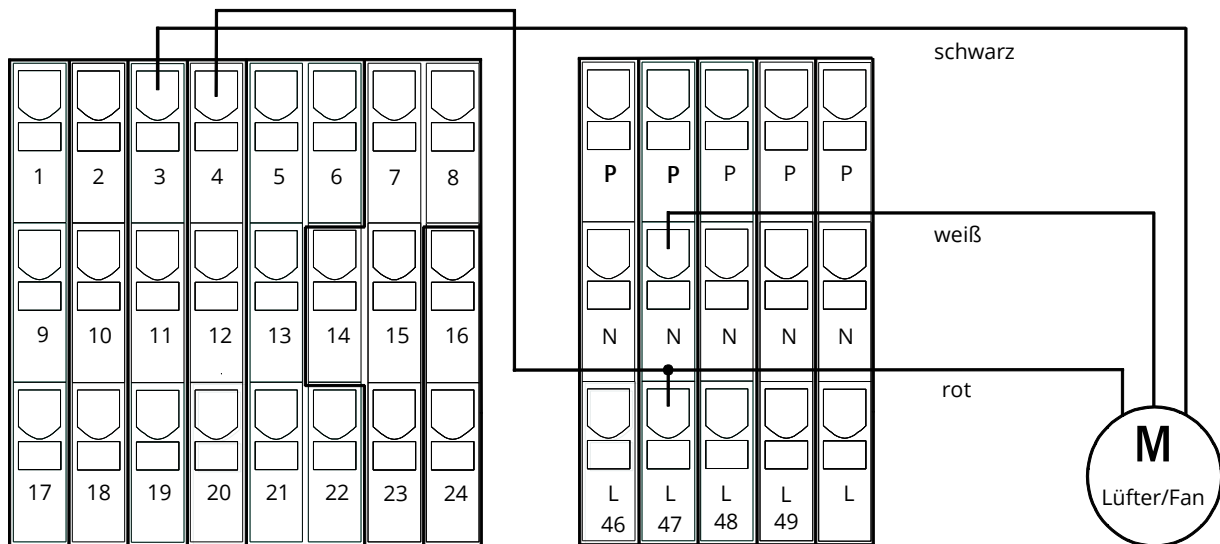 schwarz
1 2 3 4 5 6 7 8
P P P P P
weiß
9 10 11 12 13 14 15 16
N N N N N
rot
M
17 18 19 20 21 22 23 24
L L L L L
46 47 48 49
Lüfter/Fan